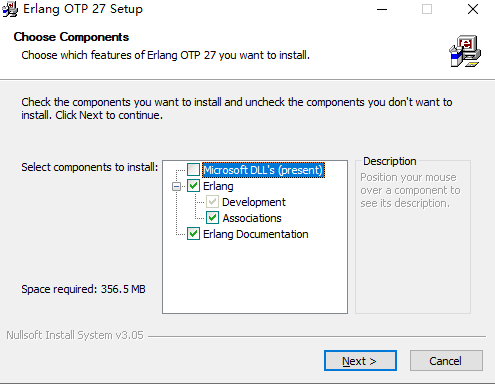 Erlang OTP 27 Setup
Choose Components
Choose which features of Erlang OTP 27 you want to install.
Check the components you want to install and uncheck the components you don't want to
install. Click Next to continue.
Select components to install:
Microsoft DLL's (present)
Erlang
Development
Associations
Erlang Documentation
Description
Position your mouse
over a component to
see its description.
Space required: 356.5 MB
Nullsoft Install System v3.05
Next >
Cancel